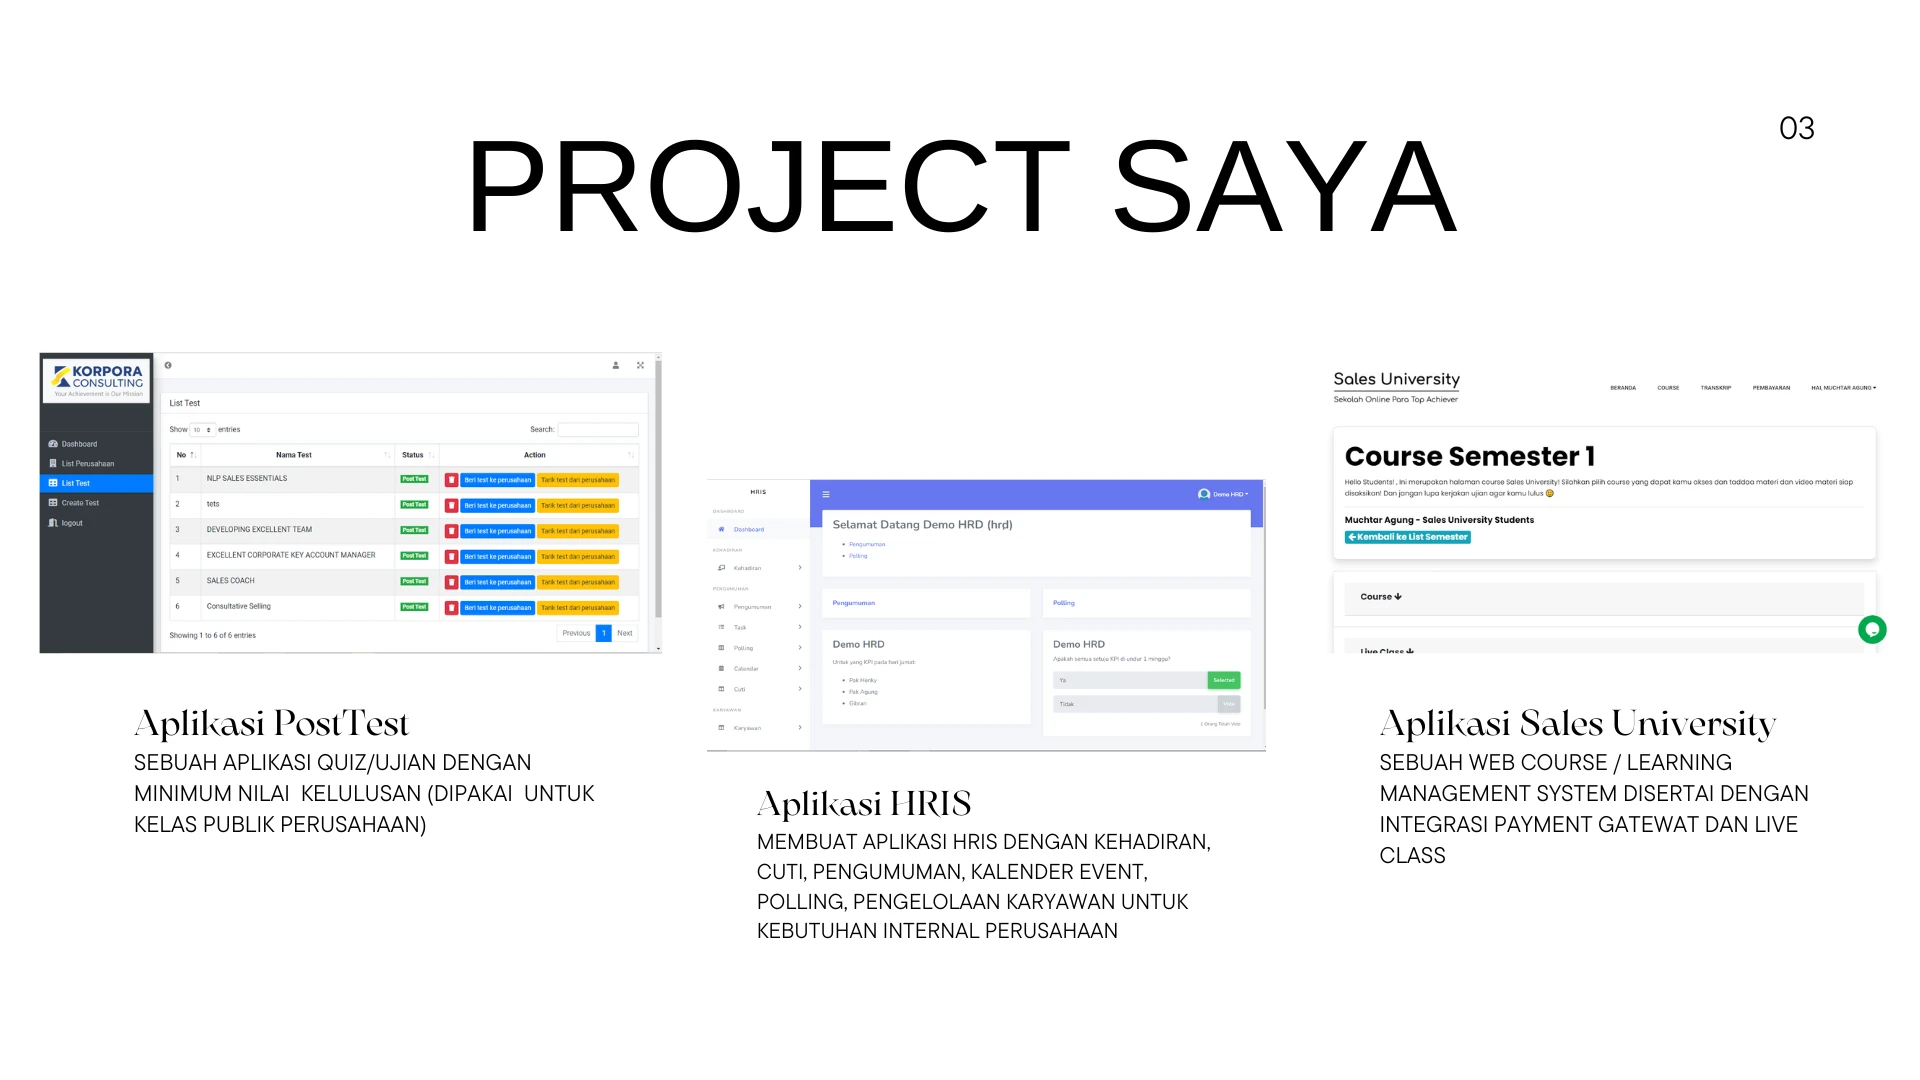 03
PROJECT SAYA
KORPORA
CONSULTING
Your Achievement is Our Mission
Dashboard
List Perusahaan
List Test
Create Test
logout
List Test
Show 10 entries
Search:
No Nama Test Status Action
1 NLP SALES ESSENTIALS Post Test Beri test ke perusahaan Tarik test dari perusahaan
2 tets Post Test Beri test ke perusahaan Tarik test dari perusahaan
3 DEVELOPING EXCELLENT TEAM Post Test Beri test ke perusahaan Tarik test dari perusahaan
4 EXCELLENT CORPORATE KEY ACCOUNT MANAGER Post Test Beri test ke perusahaan Tarik test dari perusahaan
5 SALES COACH Post Test Beri test ke perusahaan Tarik test dari perusahaan
6 Consultative Selling Post Test Beri test ke perusahaan Tarik test dari perusahaan
Showing 1 to 6 of 6 entries
Previous 1 Next
Aplikasi PostTest
SEBUAH APLIKASI QUIZ/UJIAN DENGAN
MINIMUM NILAI KELULUSAN (DIPAKAI UNTUK
KELAS PUBLIK PERUSAHAAN)
HRIS
Demo HRD
DASHBOARD
Dashboard
KEHADIRAN
Kehadiran
PENGUMUMAN
Pengumuman
Task
Polling
Calendar
Cuti
KARYAWAN
Karyawan
Selamat Datang Demo HRD (hrd)
Pengumuman
Polling
Pengumuman
Demo HRD
Untuk yang KPI pada hari jumat:
Pak Henky
Pak Agung
Gibran
Polling
Demo HRD
Apakah semua setuju KPI di undur 1 minggu?
Ya Selected
Tidak Vote
1 Orang Telah Vote
Aplikasi HRIS
MEMBUAT APLIKASI HRIS DENGAN KEHADIRAN,
CUTI, PENGUMUMAN, KALENDER EVENT,
POLLING, PENGELOLAAN KARYAWAN UNTUK
KEBUTUHAN INTERNAL PERUSAHAAN
Sales University
Sekolah Online Para Top Achiever
BERANDA COURSE TRANSKRIP PEMBAYARAN HAI, MUCHTAR AGUNG
Course Semester 1
Hello Students! , Ini merupakan halaman course Sales University! Silahkan pilih course yang dapat kamu akses dan taddaa materi dan video materi siap
disaksikan! Dan jangan lupa kerjakan ujian agar kamu lulus 😉
Muchtar Agung - Sales University Students
Kembali ke List Semester
Course
Live Class
Aplikasi Sales University
SEBUAH WEB COURSE / LEARNING
MANAGEMENT SYSTEM DISERTAI DENGAN
INTEGRASI PAYMENT GATEWAT DAN LIVE
CLASS